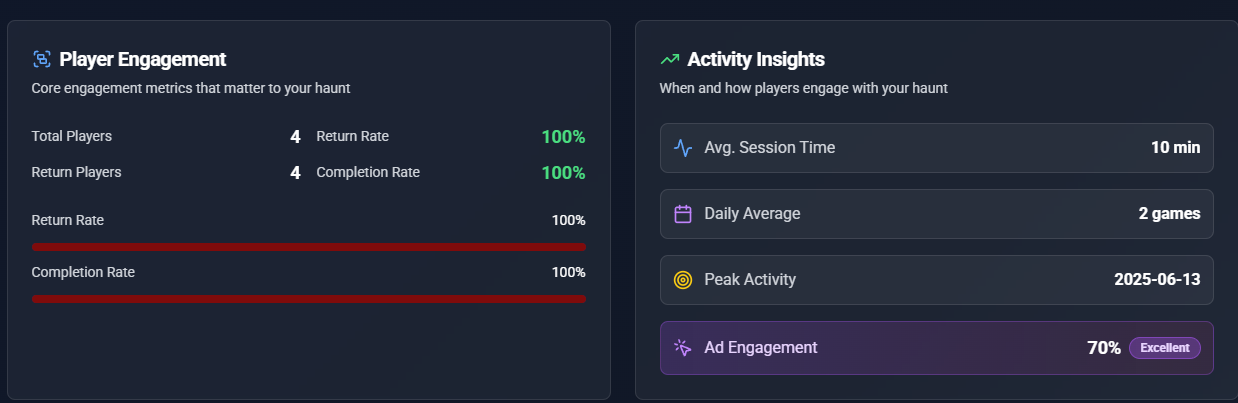 Player Engagement
Core engagement metrics that matter to your haunt
Total Players 4 Return Rate 100%
Return Players 4 Completion Rate 100%
Return Rate 100%
Completion Rate 100%
Activity Insights
When and how players engage with your haunt
Avg. Session Time 10 min
Daily Average 2 games
Peak Activity 2025-06-13
Ad Engagement 70% Excellent